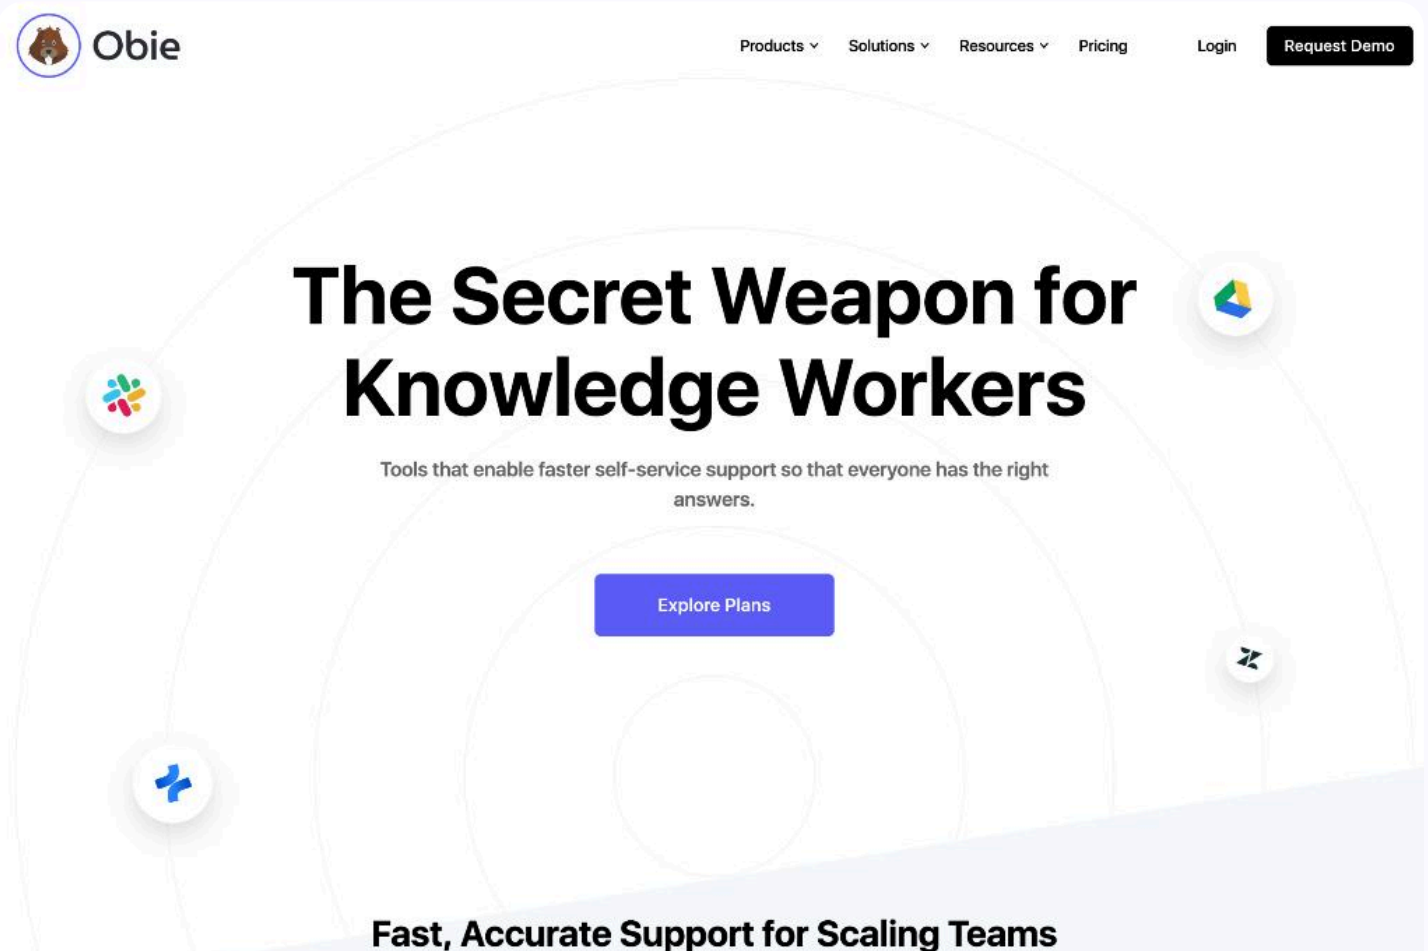 Obie
Products
Solutions
Resources
Pricing
Login
Request Demo
The Secret Weapon for
Knowledge Workers
Tools that enable faster self-service support so that everyone has the right
answers.
Explore Plans
Fast, Accurate Support for Scaling Teams